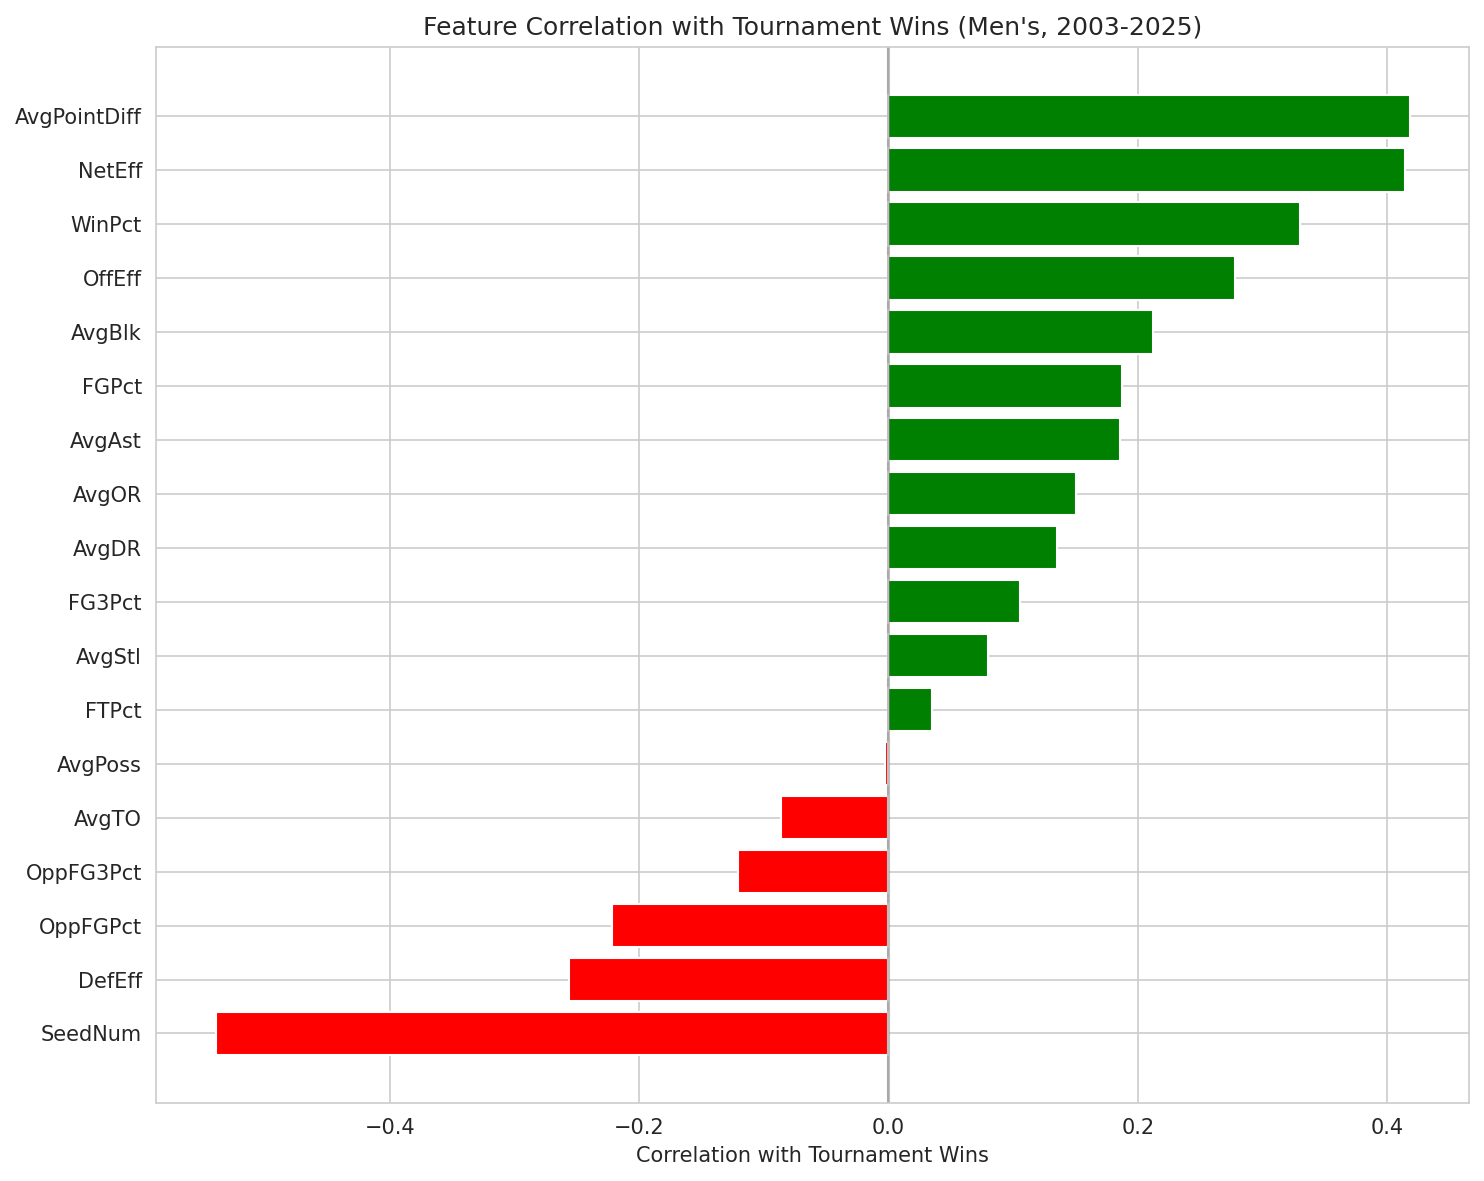 Feature Correlation with Tournament Wins (Men's, 2003-2025)
AvgPointDiff
NetEff
WinPct
OffEff
AvgBlk
FGPct
AvgAst
AvgOR
AvgDR
FG3Pct
AvgStl
FTPct
AvgPoss
AvgTO
OppFG3Pct
OppFGPct
DefEff
SeedNum
−0.4 −0.2 0.0 0.2 0.4
Correlation with Tournament Wins